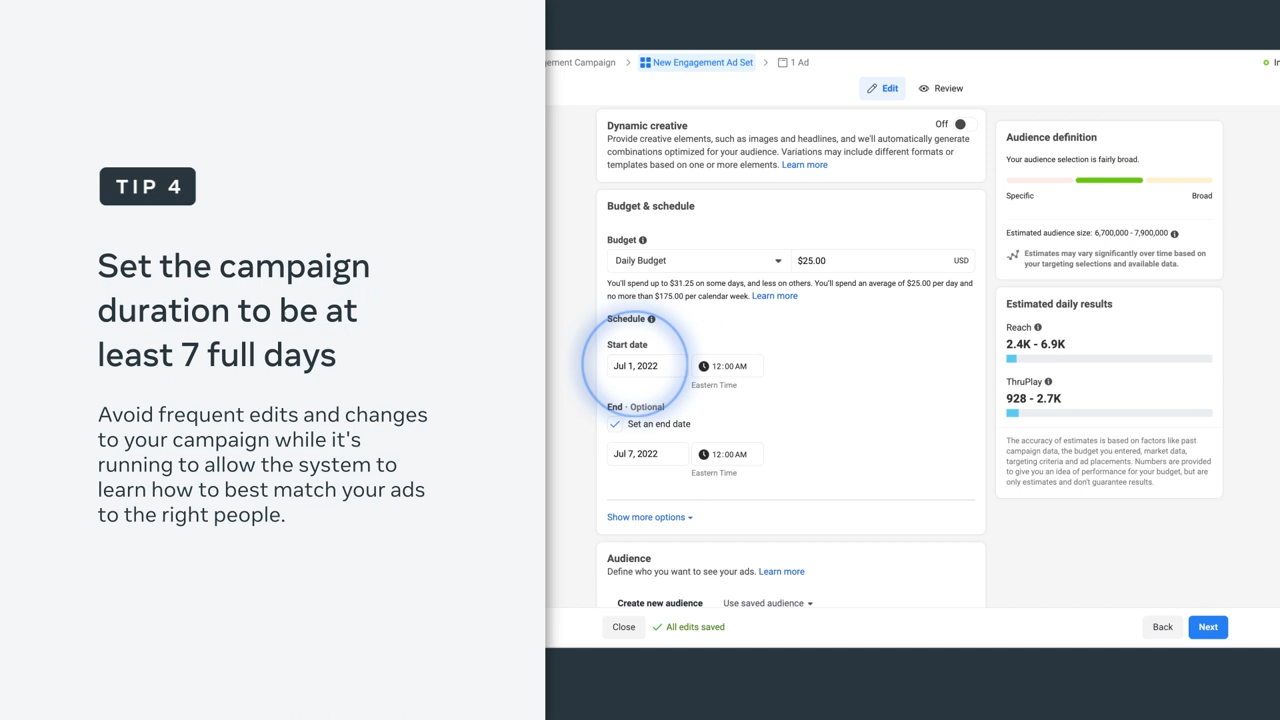 TIP 4
Set the campaign
duration to be at
least 7 full days
Avoid frequent edits and changes
to your campaign while it's
running to allow the system to
learn how to best match your ads
to the right people.
ement Campaign > New Engagement Ad Set > 1 Ad
Edit Review
Dynamic creative Off
Provide creative elements, such as images and headlines, and we'll automatically generate
combinations optimized for your audience. Variations may include different formats or
templates based on one or more elements. Learn more
Budget & schedule
Budget
Daily Budget $25.00 USD
You'll spend up to $31.25 on some days, and less on others. You'll spend an average of $25.00 per day and
no more than $175.00 per calendar week. Learn more
Schedule
Start date
Jul 1, 2022 12:00 AM
Eastern Time
End · Optional
Set an end date
Jul 7, 2022 12:00 AM
Eastern Time
Show more options
Audience
Define who you want to see your ads. Learn more
Create new audience Use saved audience
Close All edits saved Back Next
Audience definition
Your audience selection is fairly broad.
Specific Broad
Estimated audience size: 6,700,000 - 7,900,000
Estimates may vary significantly over time based on
your targeting selections and available data.
Estimated daily results
Reach
2.4K - 6.9K
ThruPlay
928 - 2.7K
The accuracy of estimates is based on factors like past
campaign data, the budget you entered, market data,
targeting criteria and ad placements. Numbers are provided
to give you an idea of performance for your budget, but are
only estimates and don't guarantee results.